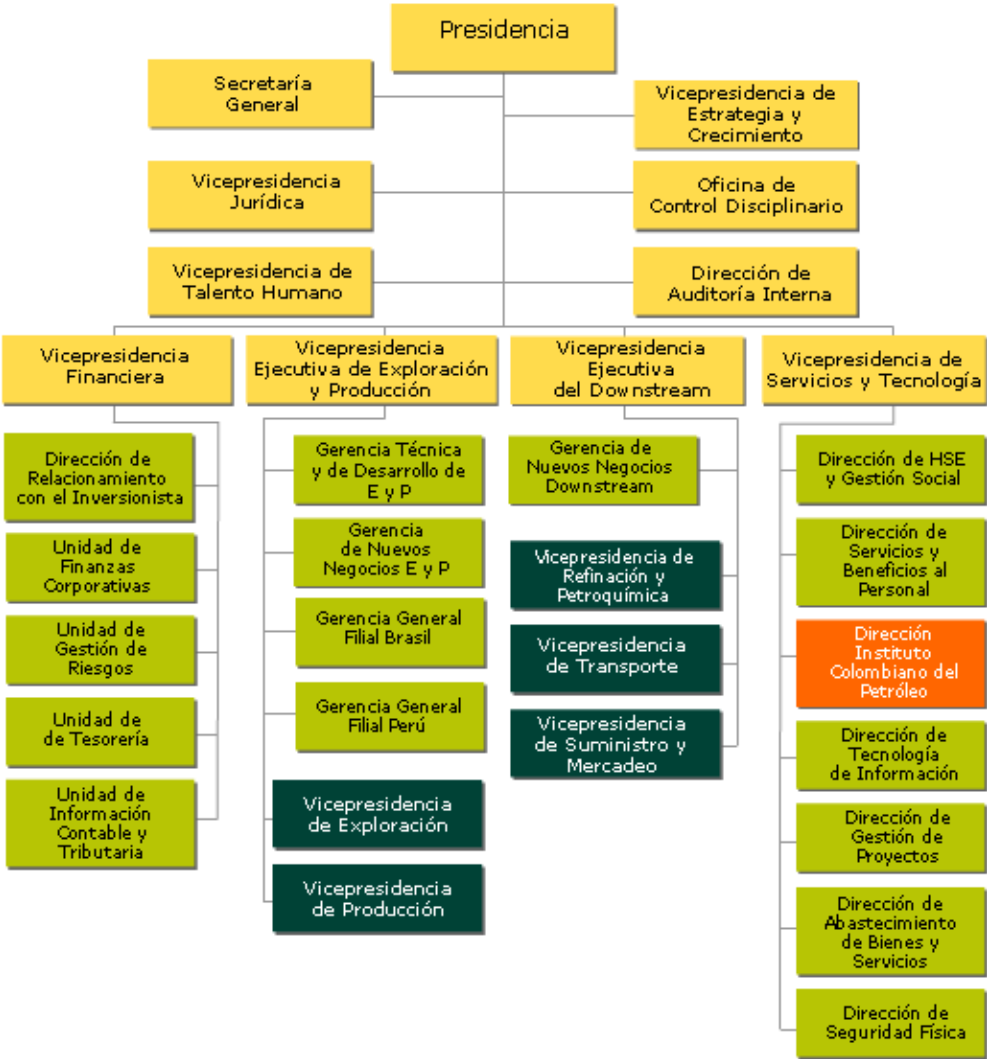 Presidencia
Secretaría
General
Vicepresidencia de
Estrategia y
Crecimiento
Vicepresidencia
Jurídica
Oficina de
Control Disciplinario
Vicepresidencia de
Talento Humano
Dirección de
Auditoría Interna
Vicepresidencia
Financiera
Vicepresidencia
Ejecutiva de Exploración
y Producción
Vicepresidencia
Ejecutiva
del Downstream
Vicepresidencia de
Servicios y Tecnología
Dirección de
Relacionamiento
con el Inversionista
Unidad de
Finanzas
Corporativas
Unidad de
Gestión de
Riesgos
Unidad de
de Tesorería
Unidad de
Información
Contable y
Tributaria
Gerencia Técnica
y de Desarrollo de
E y P
Gerencia
de Nuevos
Negocios E y P
Gerencia General
Filial Brasil
Gerencia General
Filial Perú
Vicepresidencia
de Exploración
Vicepresidencia
de Producción
Gerencia de
Nuevos Negocios
Downstream
Vicepresidencia de
Refinación y
Petroquímica
Vicepresidencia
de Transporte
Vicepresidencia
de Suministro y
Mercadeo
Dirección de HSE
y Gestión Social
Dirección de
Servicios y
Beneficios al
Personal
Dirección
Instituto
Colombiano del
Petróleo
Dirección de
Tecnología
de Información
Dirección de
Gestión de
Proyectos
Dirección de
Abastecimiento
de Bienes y
Servicios
Dirección de
Seguridad Física